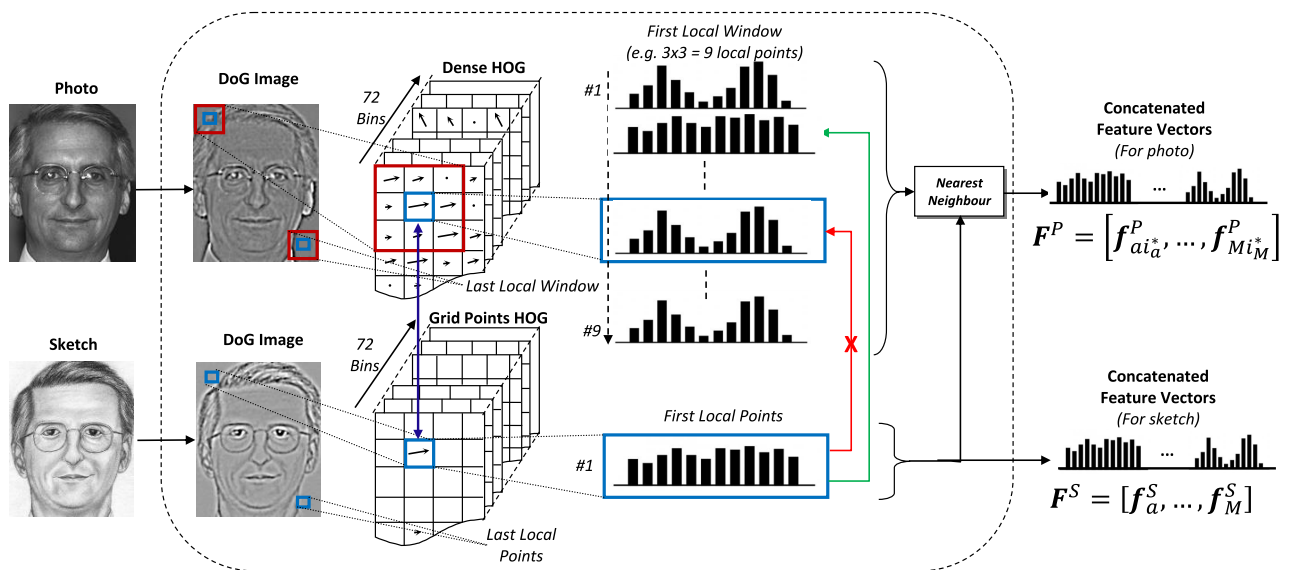 First Local Window
(e.g. 3x3 = 9 local points)
Dense HOG
DoG Image
Photo
72
Bins
#1
Concatenated
Feature Vectors
(For photo)
Nearest
Neighbour
...
F^P = [f^P_{ai^*_a}, ..., f^P_{Mi^*_M}]
Last Local Window
#9
Grid Points HOG
DoG Image
Sketch
72
Bins
X
Concatenated
Feature Vectors
(For sketch)
First Local Points
#1
...
F^S = [f^S_a, ..., f^S_M]
Last Local
Points